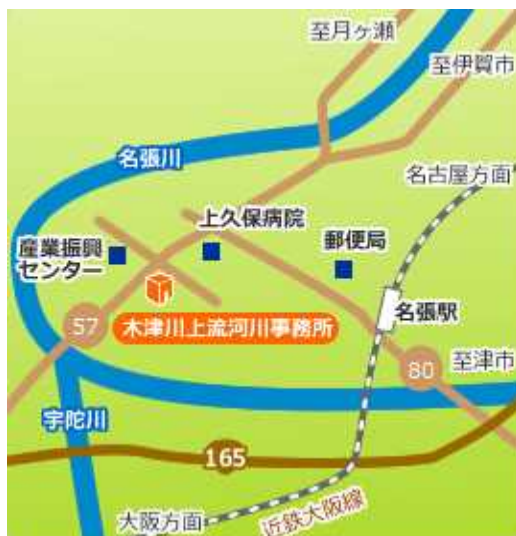 至月ヶ瀬
至伊賀市
名張川
名古屋方面
上久保病院
郵便局
産業振興
センター
名張駅
57
木津川上流河川事務所
至津市
80
宇陀川
165
大阪方面
近鉄大阪線